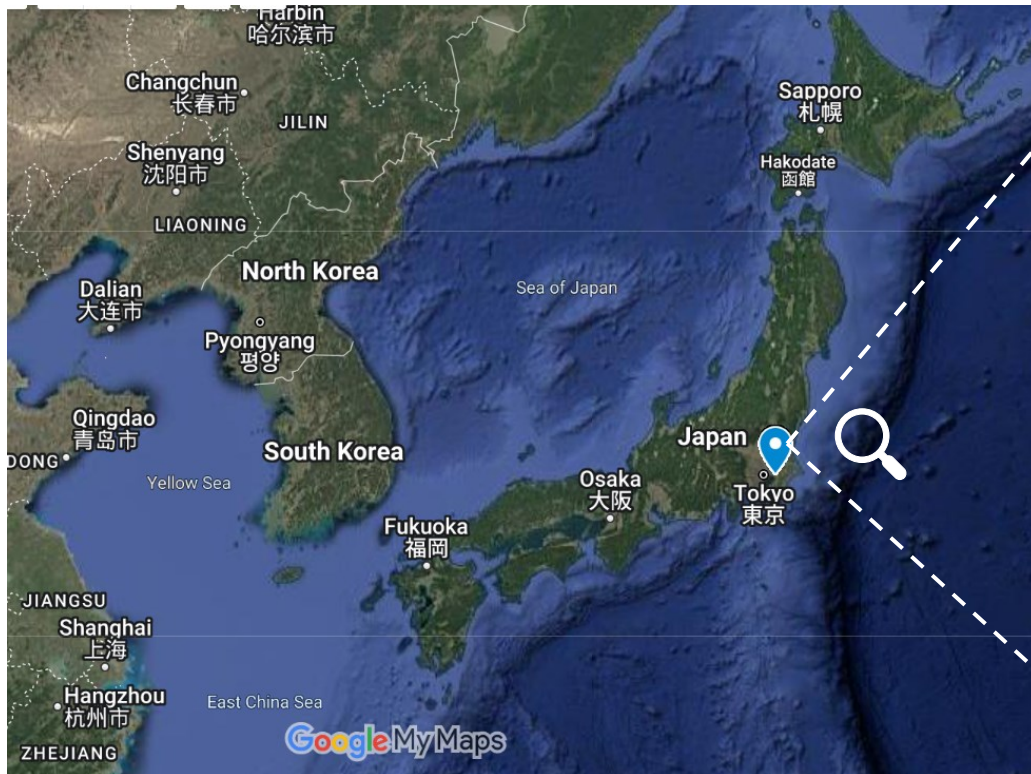 Harbin
哈尔滨市
Changchun
长春市
JILIN
Sapporo
札幌
Shenyang
沈阳市
Hakodate
函館
LIAONING
North Korea
Sea of Japan
Dalian
大连市
Pyongyang
평양
Qingdao
青岛市
DONG
South Korea
Japan
Yellow Sea
Osaka
大阪
Tokyo
東京
Fukuoka
福岡
JIANGSU
Shanghai
上海
Hangzhou
杭州市
East China Sea
Google My Maps
ZHEJIANG